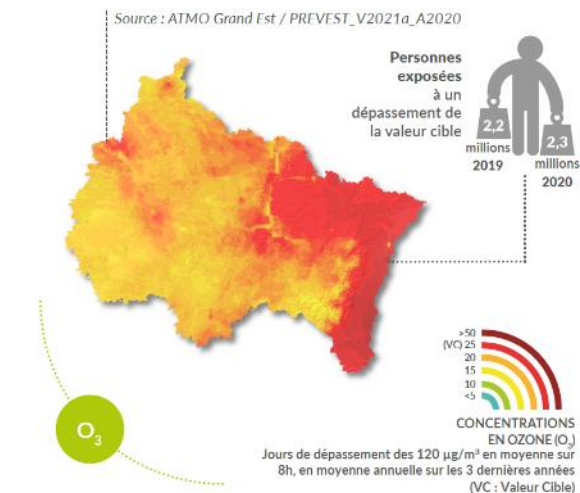 Source : ATMO Grand Est / PREVEST_V2021a_A2020
Personnes
exposées
à un
dépassement de
la valeur cible
2,2
millions
2019
2,3
millions
2020
O₃
>50
(VC) 25
20
15
10
<5
CONCENTRATIONS
EN OZONE (O₃)
Jours de dépassement des 120 µg/m³ en moyenne sur
8h, en moyenne annuelle sur les 3 dernières années
(VC : Valeur Cible)